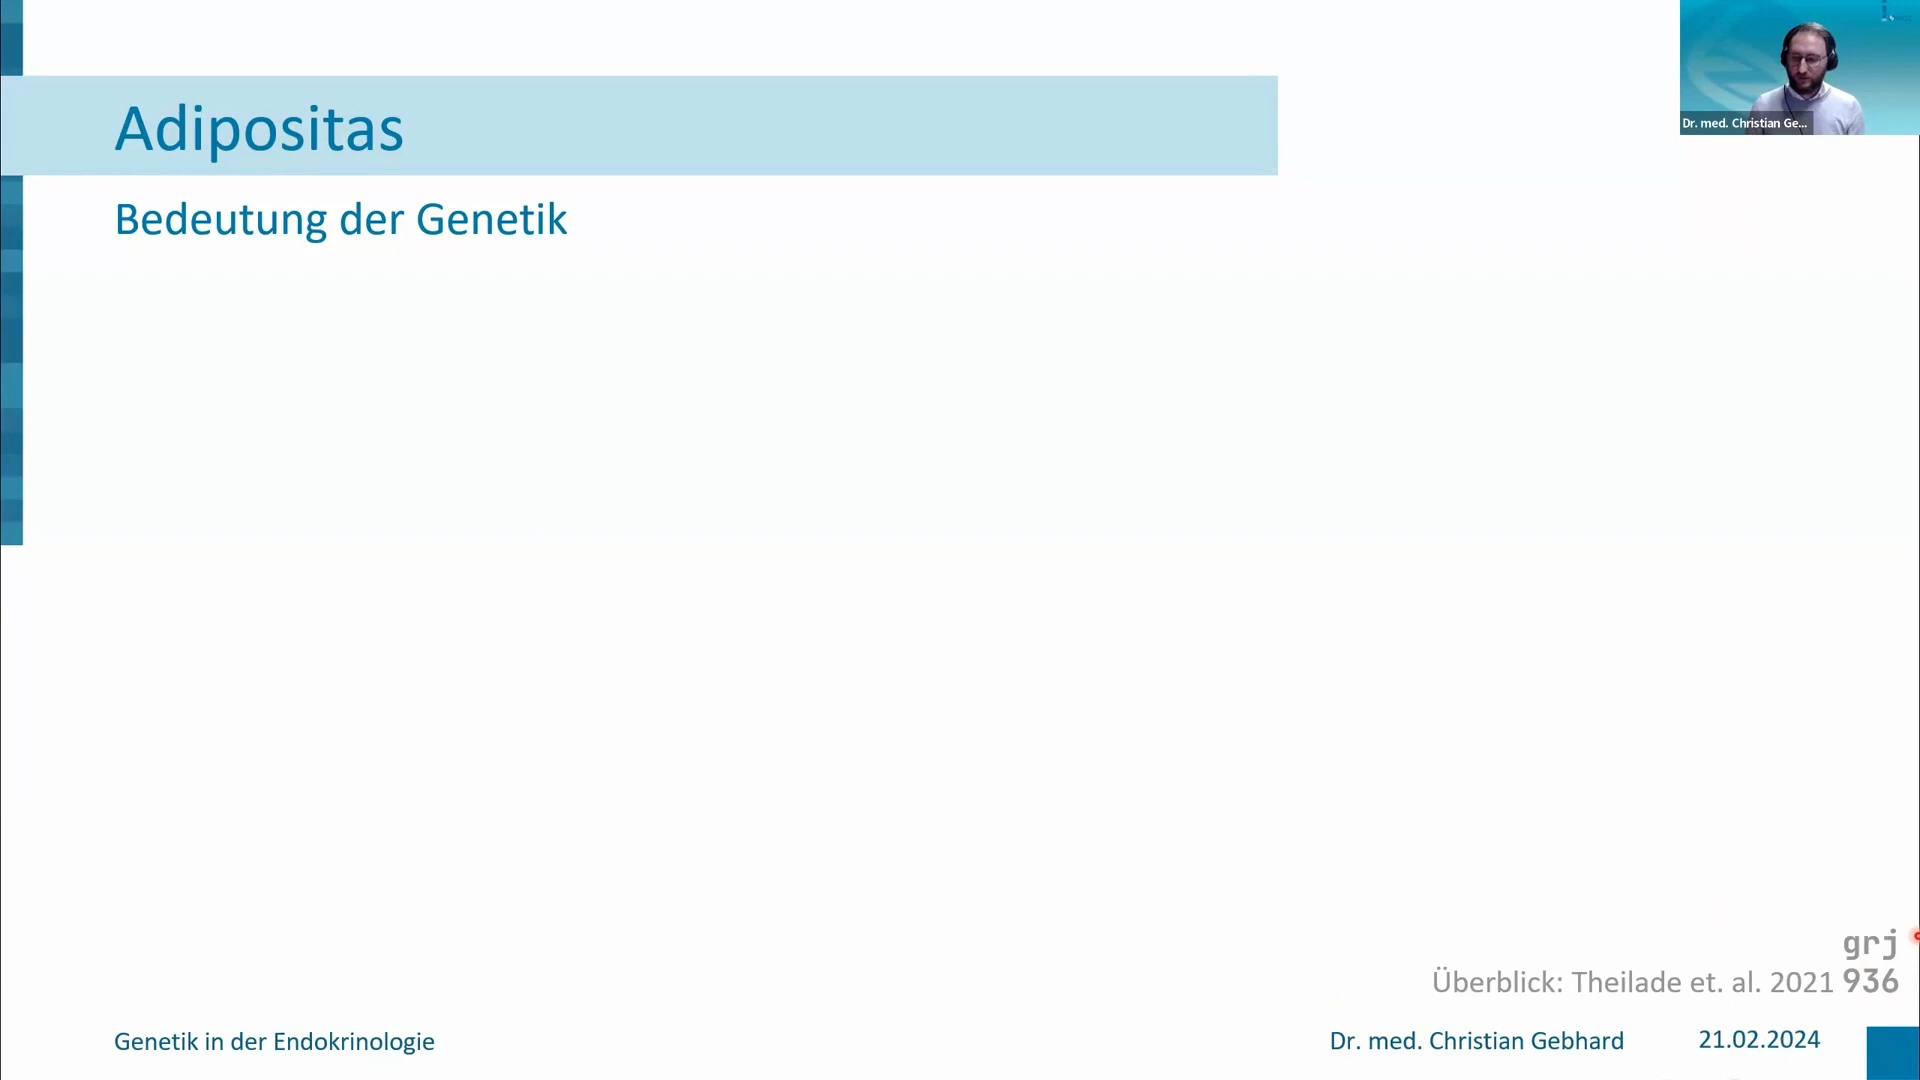 Adipositas
Dr. med. Christian Ge...
Bedeutung der Genetik
grj
Überblick: Theilade et. al. 2021 936
Genetik in der Endokrinologie
Dr. med. Christian Gebhard
21.02.2024